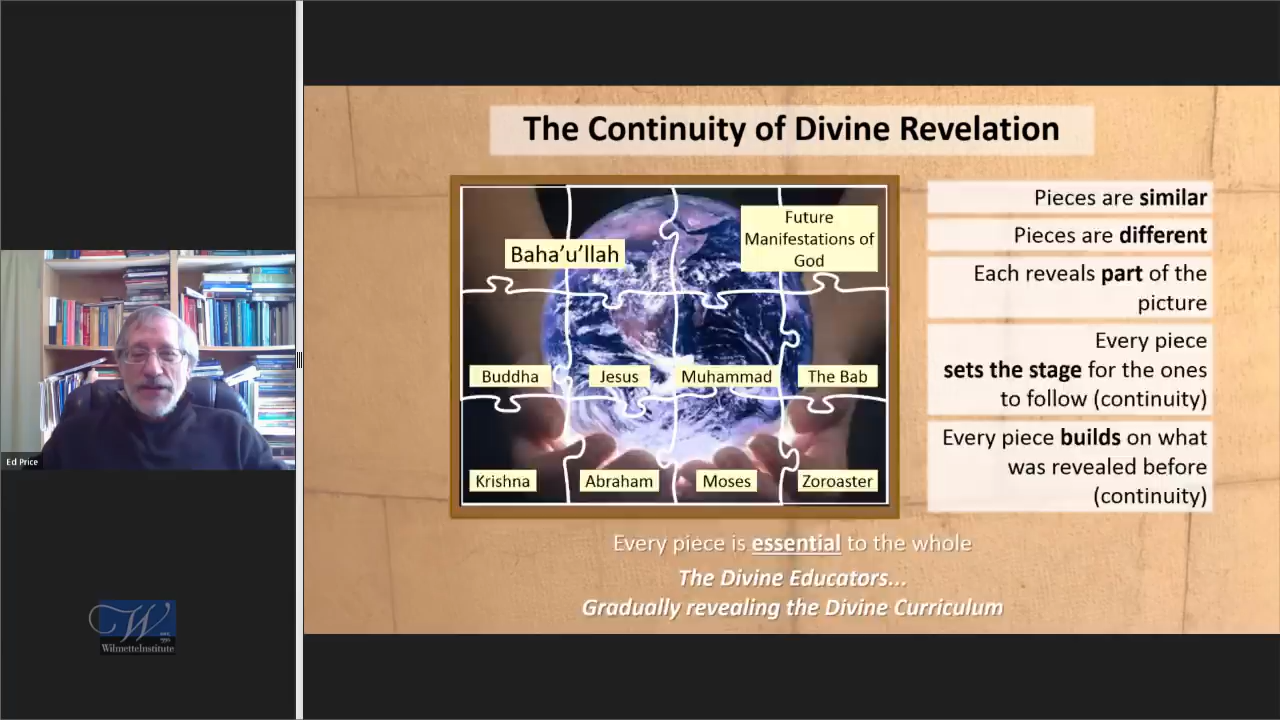 The Continuity of Divine Revelation
Baha'u'llah
Future
Manifestations of
God
Buddha
Jesus
Muhammad
The Bab
Krishna
Abraham
Moses
Zoroaster
Pieces are similar
Pieces are different
Each reveals part of the
picture
Every piece
sets the stage for the ones
to follow (continuity)
Every piece builds on what
was revealed before
(continuity)
Every piece is essential to the whole
The Divine Educators...
Gradually revealing the Divine Curriculum
Ed Price
W
WilmetteInstitute